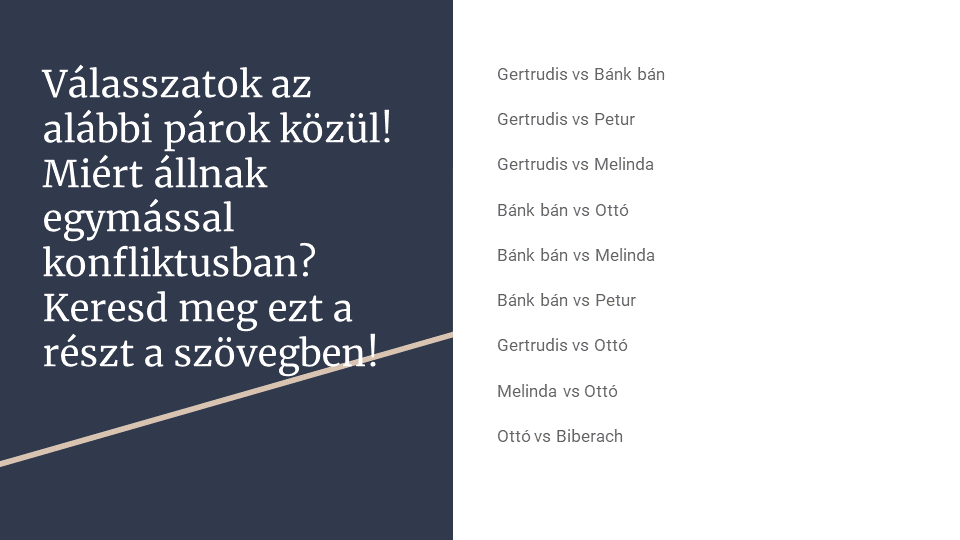 Válasszatok az
alábbi párok közül!
Miért állnak
egymással
konfliktusban?
Keresd meg ezt a
részt a szövegben!
Gertrudis vs Bánk bán
Gertrudis vs Petur
Gertrudis vs Melinda
Bánk bán vs Ottó
Bánk bán vs Melinda
Bánk bán vs Petur
Gertrudis vs Ottó
Melinda vs Ottó
Ottó vs Biberach